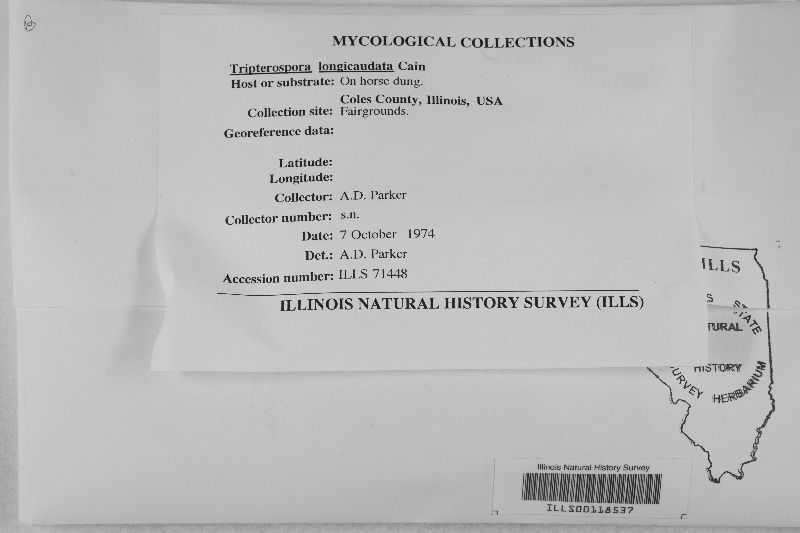 MYCOLOGICAL COLLECTIONS
Tripterospora longicaudata Cain
Host or substrate: On horse dung.
Coles County, Illinois, USA
Collection site: Fairgrounds.
Georeference data:
Latitude:
Longitude:
Collector: A.D. Parker
Collector number: s.n.
Date: 7 October 1974
Det.: A.D. Parker
Accession number: ILLS 71448
ILLINOIS NATURAL HISTORY SURVEY (ILLS)
ILLS
S STATE
TURAL
HISTORY
SURVEY HERBARIUM
Illinois Natural History Survey
ILLS00118537